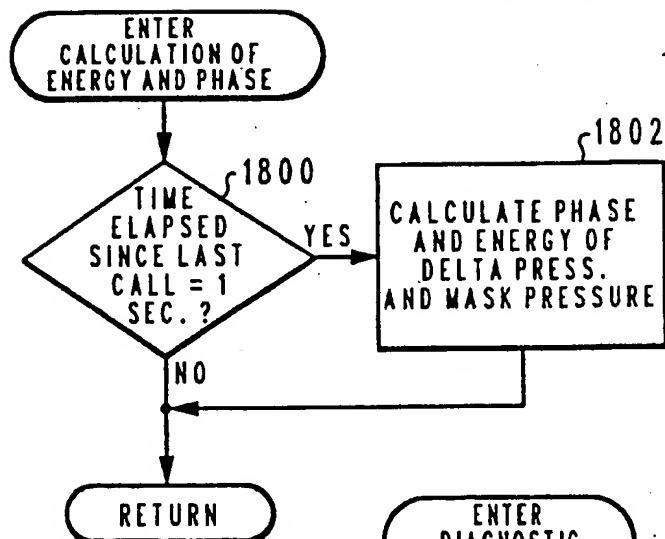 ENTER
CALCULATION OF
ENERGY AND PHASE
1800
TIME
ELAPSED
SINCE LAST
CALL = 1
SEC. ?
YES
1802
CALCULATE PHASE
AND ENERGY OF
DELTA PRESS.
AND MASK PRESSURE
NO
RETURN
ENTER
DIAGNOSTIC